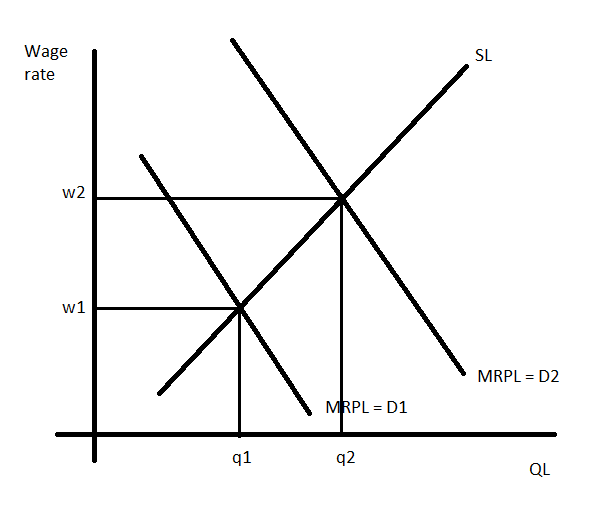 Wage
rate
SL
w2
w1
MRPL = D2
MRPL = D1
q1
q2
QL